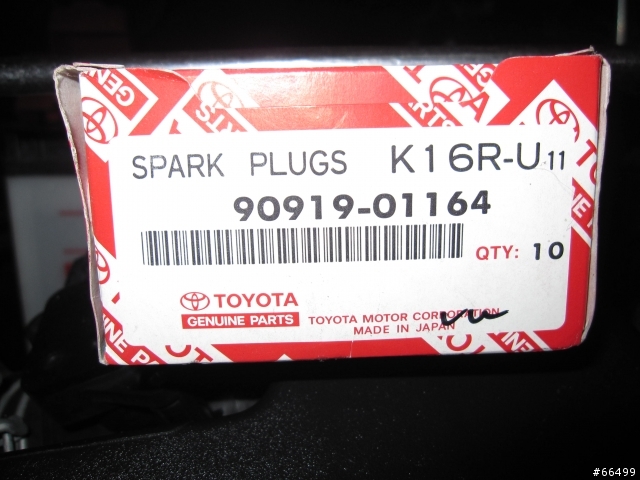 SPARK PLUGS K16R-U11
90919-01164
QTY: 10
TOYOTA
GENUINE PARTS
TOYOTA MOTOR CORPORATION
MADE IN JAPAN
#66499